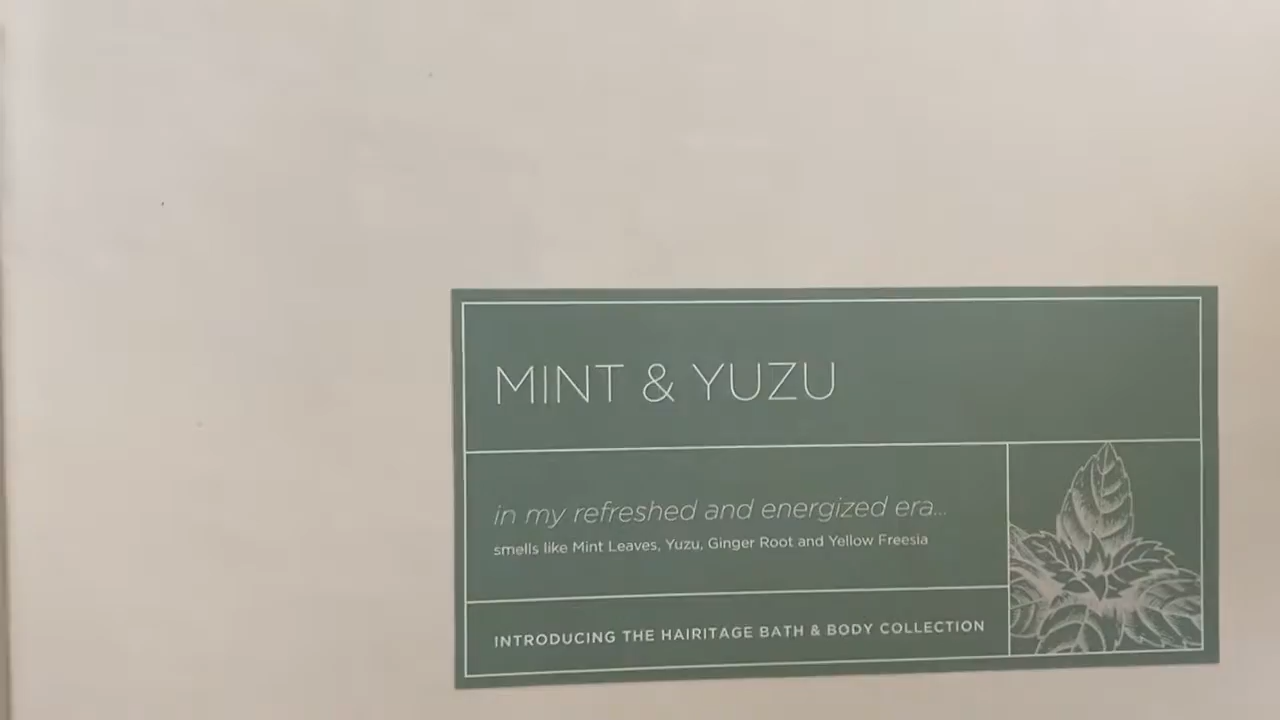 MINT & YUZU
in my refreshed and energized era...
smells like Mint Leaves, Yuzu, Ginger Root and Yellow Freesia
INTRODUCING THE HAIRITAGE BATH & BODY COLLECTION